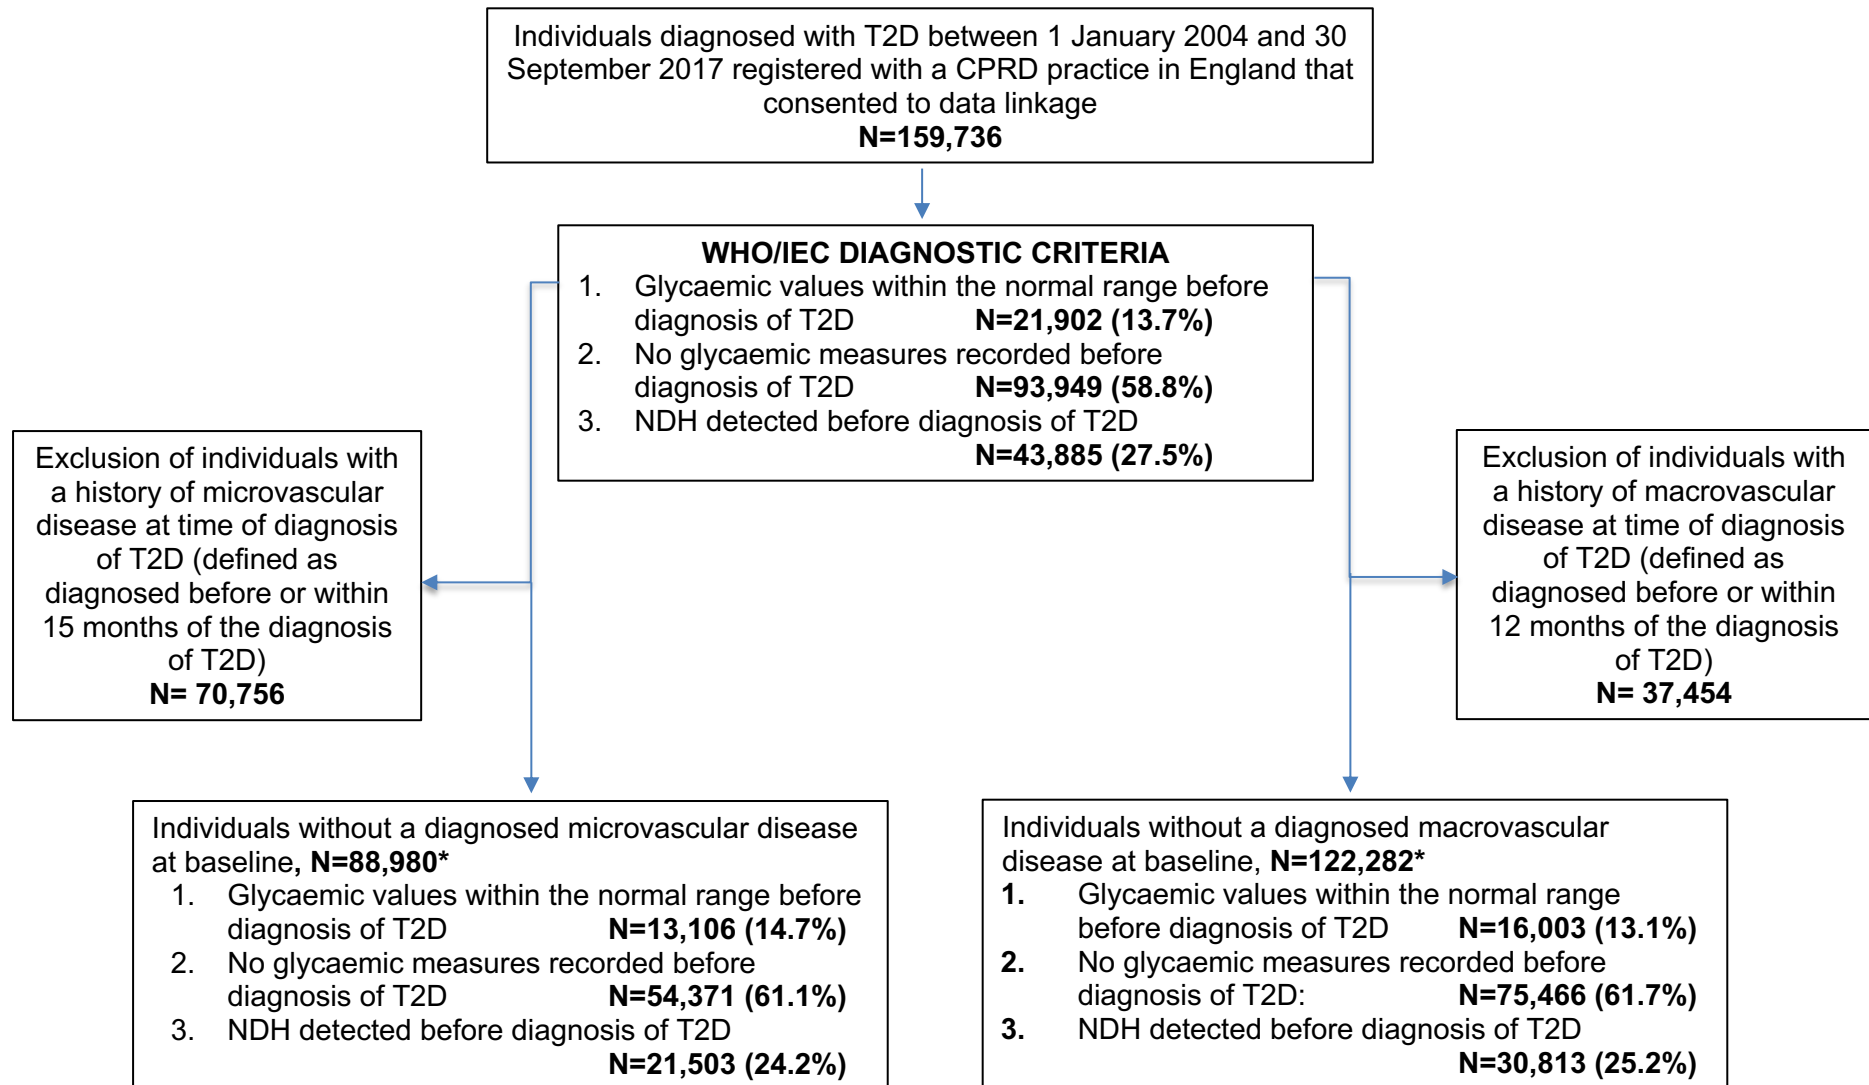 Individuals diagnosed with T2D between 1 January 2004 and 30
September 2017 registered with a CPRD practice in England that
consented to data linkage
N=159,736
WHO/IEC DIAGNOSTIC CRITERIA
1. Glycaemic values within the normal range before
diagnosis of T2D N=21,902 (13.7%)
2. No glycaemic measures recorded before
diagnosis of T2D N=93,949 (58.8%)
3. NDH detected before diagnosis of T2D
N=43,885 (27.5%)
Exclusion of individuals with
a history of microvascular
disease at time of diagnosis
of T2D (defined as
diagnosed before or within
15 months of the diagnosis
of T2D)
N= 70,756
Exclusion of individuals with
a history of macrovascular
disease at time of diagnosis
of T2D (defined as
diagnosed before or within
12 months of the diagnosis
of T2D)
N= 37,454
Individuals without a diagnosed microvascular disease
at baseline, N=88,980*
1. Glycaemic values within the normal range before
diagnosis of T2D N=13,106 (14.7%)
2. No glycaemic measures recorded before
diagnosis of T2D N=54,371 (61.1%)
3. NDH detected before diagnosis of T2D
N=21,503 (24.2%)
Individuals without a diagnosed macrovascular
disease at baseline, N=122,282*
1. Glycaemic values within the normal range
before diagnosis of T2D N=16,003 (13.1%)
2. No glycaemic measures recorded before
diagnosis of T2D: N=75,466 (61.7%)
3. NDH detected before diagnosis of T2D
N=30,813 (25.2%)